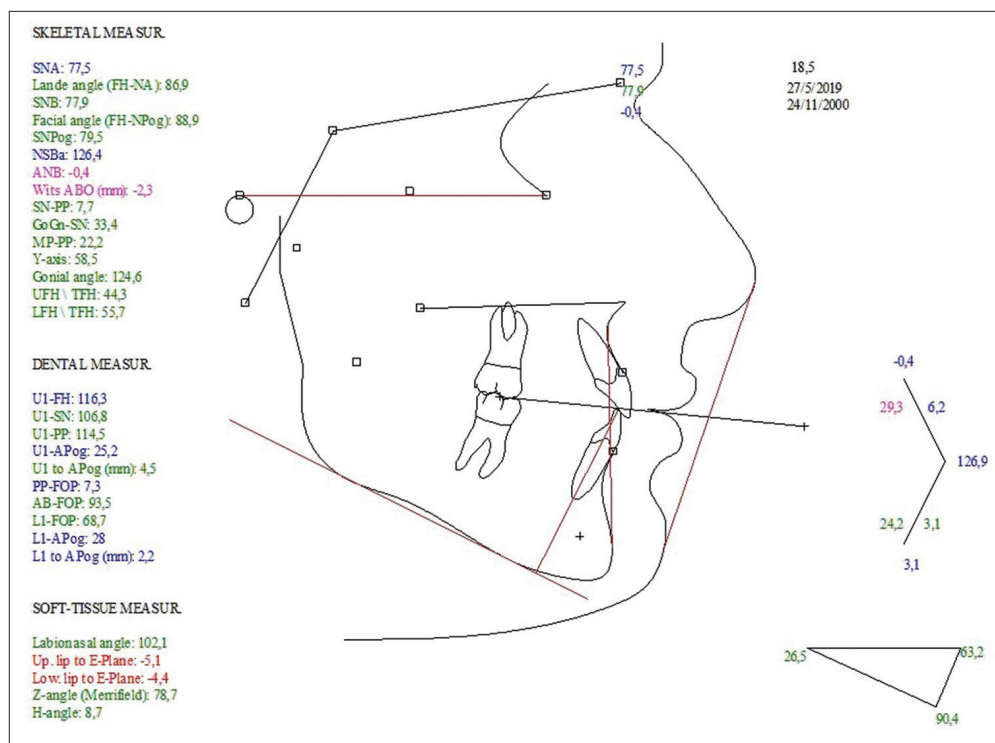 SKELETAL MEASUR.
SNA: 77,5
Lande angle (FH-NA): 86,9
SNB: 77,9
Facial angle (FH-NPog): 88,9
SNPog: 79,5
NSBa: 126,4
ANB: -0,4
Wits ABO (mm): -2,3
SN-PP: 7,7
GoGn-SN: 33,4
MP-PP: 22,2
Y-axis: 58,5
Gonial angle: 124,6
UFH \ TFH: 44,3
LFH \ TFH: 55,7
DENTAL MEASUR.
U1-FH: 116,3
U1-SN: 106,8
U1-PP: 114,5
U1-APog: 25,2
U1 to APog (mm): 4,5
PP-FOP: 7,3
AB-FOP: 93,5
L1-FOP: 68,7
L1-APog: 28
L1 to APog (mm): 2,2
SOFT-TISSUE MEASUR.
Labionasal angle: 102,1
Up. lip to E-Plane: -5,1
Low. lip to E-Plane: -4,4
Z-angle (Merrifield): 78,7
H-angle: 8,7
77,5
77,9
-0,4
18,5
27/5/2019
24/11/2000
-0,4
29,3 6,2
126,9
24,2 3,1
3,1
26,5 63,2
90,4